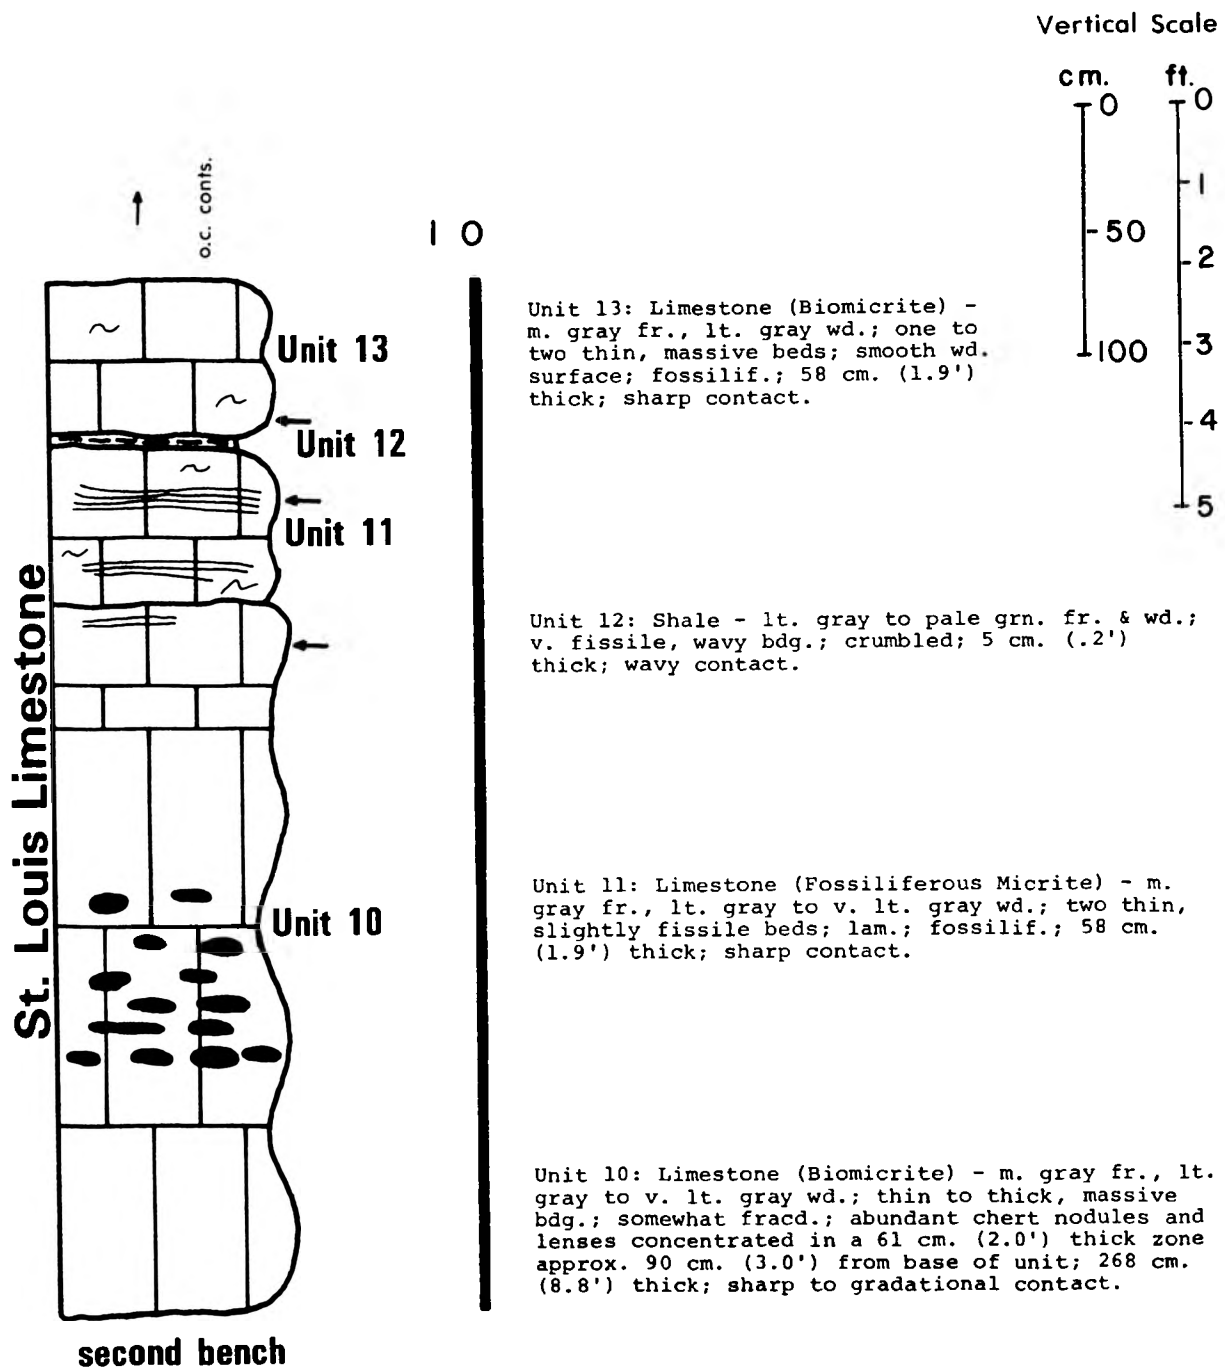 Vertical Scale
cm.
ft.
0
50
100
0
1
2
3
4
5
o.c. conts.
1 0
Unit 13
Unit 12
Unit 11
Unit 10
St. Louis Limestone
second bench
Unit 13: Limestone (Biomicrite) -
m. gray fr., lt. gray wd.; one to
two thin, massive beds; smooth wd.
surface; fossilif.; 58 cm. (1.9')
thick; sharp contact.
Unit 12: Shale - lt. gray to pale grn. fr. & wd.;
v. fissile, wavy bdg.; crumbled; 5 cm. (.2')
thick; wavy contact.
Unit 11: Limestone (Fossiliferous Micrite) - m.
gray fr., lt. gray to v. lt. gray wd.; two thin,
slightly fissile beds; lam.; fossilif.; 58 cm.
(1.9') thick; sharp contact.
Unit 10: Limestone (Biomicrite) - m. gray fr., lt.
gray to v. lt. gray wd.; thin to thick, massive
bdg.; somewhat fracd.; abundant chert nodules and
lenses concentrated in a 61 cm. (2.0') thick zone
approx. 90 cm. (3.0') from base of unit; 268 cm.
(8.8') thick; sharp to gradational contact.